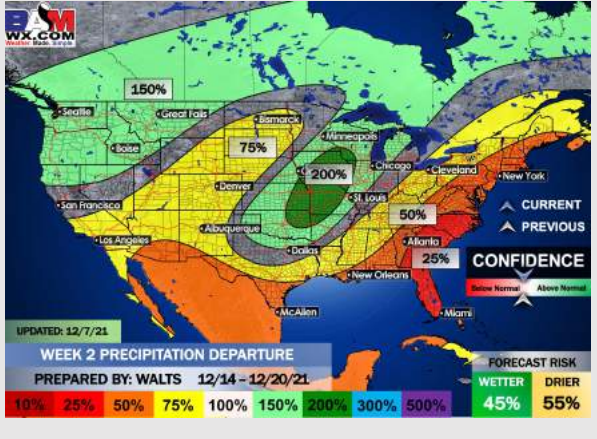 BAM
WX.COM
Weather Made Simple
150%
Seattle
Great Falls
Bismarck
Boise
75%
Minneapolis
200%
Chicago
Cleveland
New York
Denver
St. Louis
San Francisco
50%
CURRENT
PREVIOUS
Los Angeles
Albuquerque
Atlanta
25%
Dallas
New Orleans
CONFIDENCE
Below Normal
Above Normal
McAllen
Miami
UPDATED: 12/7/21
WEEK 2 PRECIPITATION DEPARTURE
PREPARED BY: WALTS 12/14 - 12/20/21
FORECAST RISK
WETTER
DRIER
45%
55%
10% 25% 50% 75% 100% 150% 200% 300% 500%